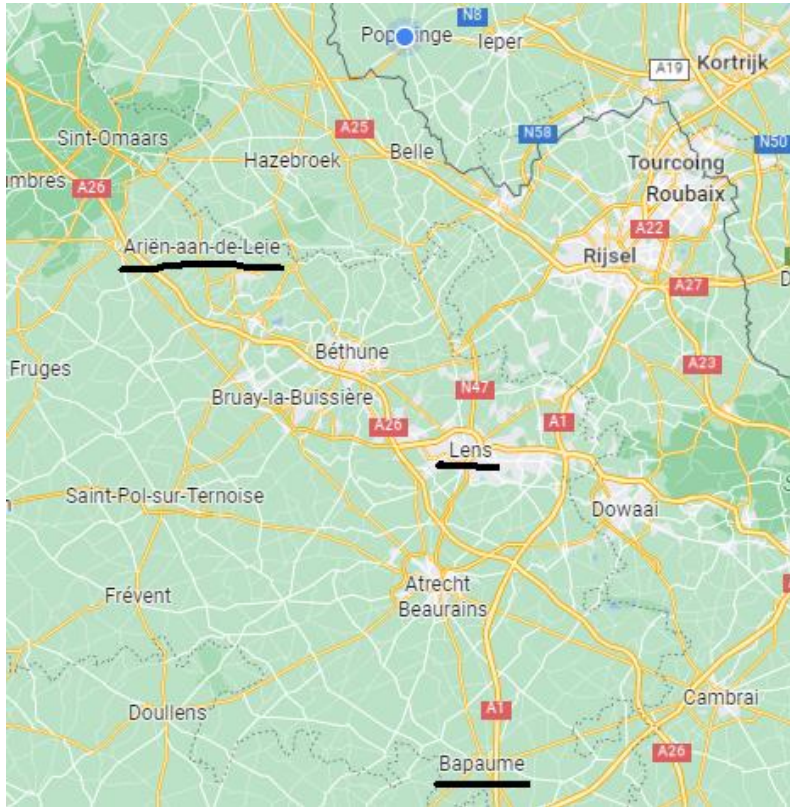 N8
Ieper
A19
Kortrijk
A25
N58
N50
Sint-Omaars
Hazebroek
Belle
Tourcoing
Roubaix
A26
A22
Ariën-aan-de-Leie
Rijsel
A27
Béthune
A23
Fruges
N47
Bruay-la-Buissière
A26
A1
Lens
Saint-Pol-sur-Ternoise
Dowaai
Atrecht
Beaurains
Frévent
Cambrai
Doullens
A1
A26
Bapaume